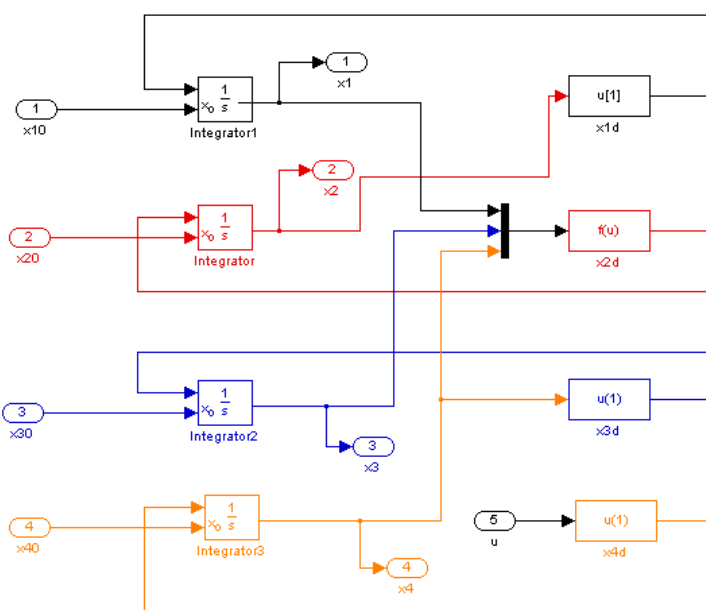 1
x1
1
x10
x₀ 1/s
Integrator1
u[1]
x1d
2
x2
2
x20
x₀ 1/s
Integrator
f(u)
x2d
3
x30
x₀ 1/s
Integrator2
3
x3
u(1)
x3d
4
x40
x₀ 1/s
Integrator3
4
x4
5
u
u(1)
x4d